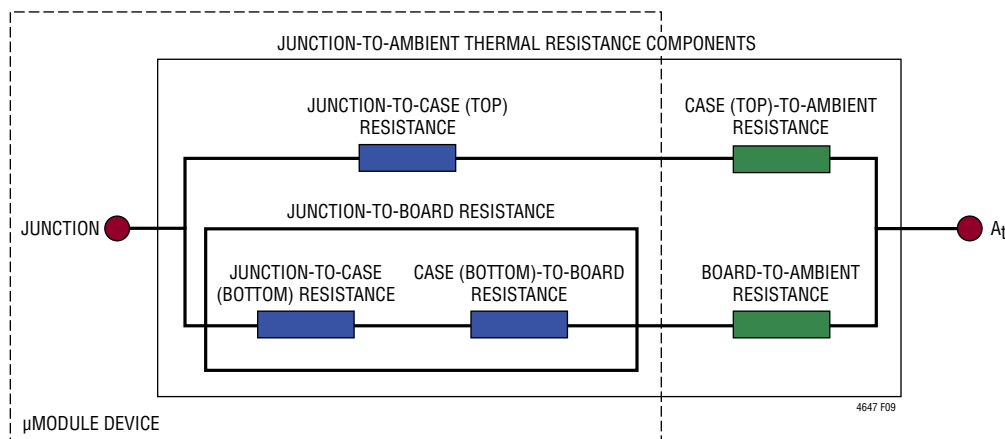 JUNCTION-TO-AMBIENT THERMAL RESISTANCE COMPONENTS
JUNCTION-TO-CASE (TOP)
RESISTANCE
CASE (TOP)-TO-AMBIENT
RESISTANCE
JUNCTION
JUNCTION-TO-BOARD RESISTANCE
At
JUNCTION-TO-CASE
(BOTTOM) RESISTANCE
CASE (BOTTOM)-TO-BOARD
RESISTANCE
BOARD-TO-AMBIENT
RESISTANCE
4647 F09
µMODULE DEVICE